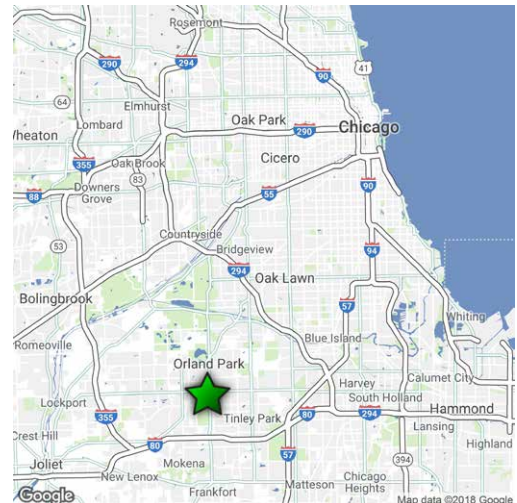 Rosemont
290
294
90
41
64
Elmhurst
Lombard
Oak Park
290
Chicago
Wheaton
Cicero
Oak Brook
355
83
88
Downers
Grove
55
90
Countryside
53
Bridgeview
94
294
Oak Lawn
Bolingbrook
57
Whiting
Romeoville
Blue Island
Orland Park
Calumet City
Harvey
Lockport
South Holland
355
Tinley Park
80
294
Hammond
Crest Hill
80
57
Lansing
Highland
Joliet
Mokena
394
New Lenox
Matteson
Chicago
Heights
Frankfort
Google
Map data ©2018 Google